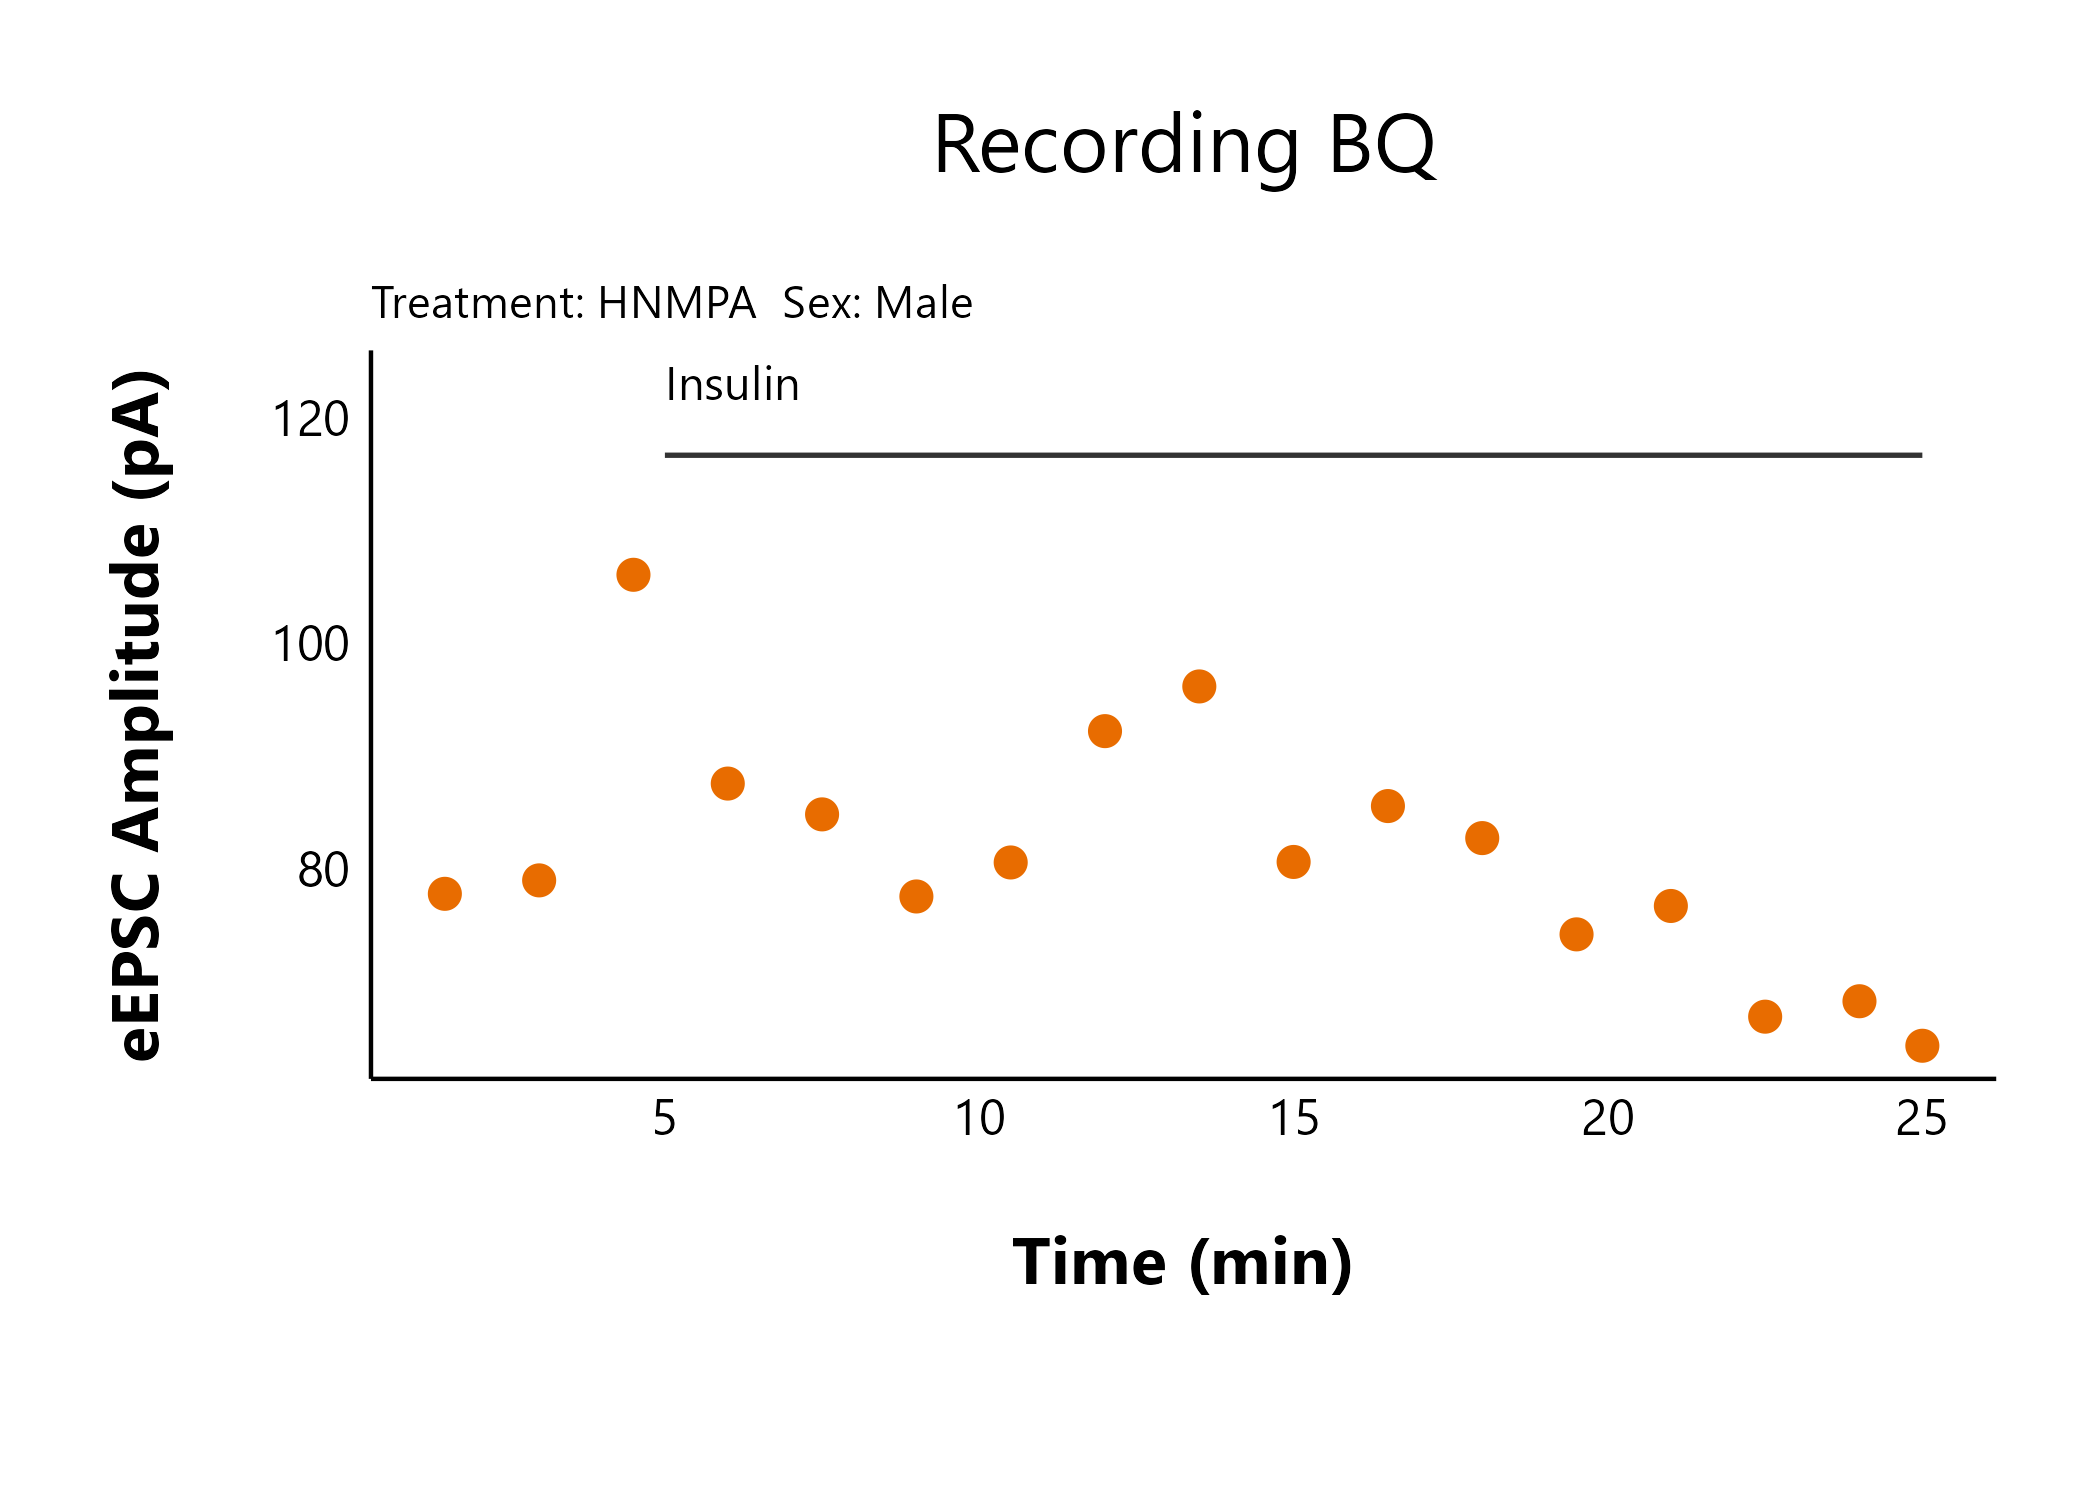 Recording BQ
Treatment: HNMPA  Sex: Male
Insulin
120
100
80
eEPSC Amplitude (pA)
5 10 15 20 25
Time (min)